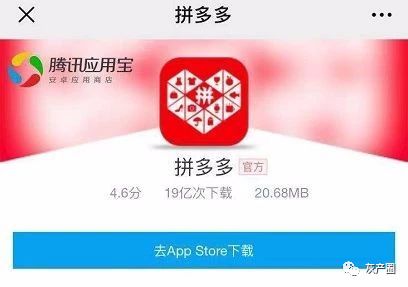 拼多多
腾讯应用宝
安卓应用商店
拼
拼多多 官方
4.6分 19亿次下载 20.68MB
去App Store下载
灰产圈